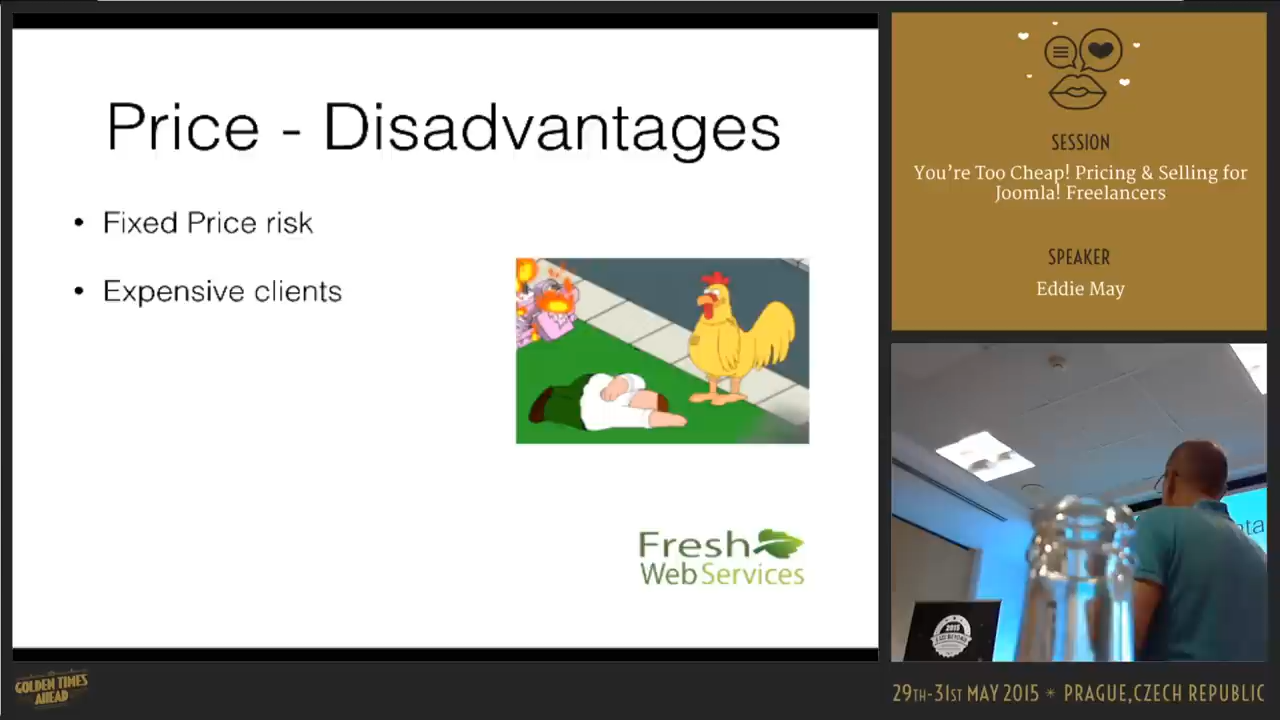 Price - Disadvantages
• Fixed Price risk
• Expensive clients
Fresh
WebServices
SESSION
You're Too Cheap! Pricing & Selling for
Joomla! Freelancers
SPEAKER
Eddie May
2015
GOLDEN TIMES
AHEAD
29TH-31ST MAY 2015 * PRAGUE, CZECH REPUBLIC